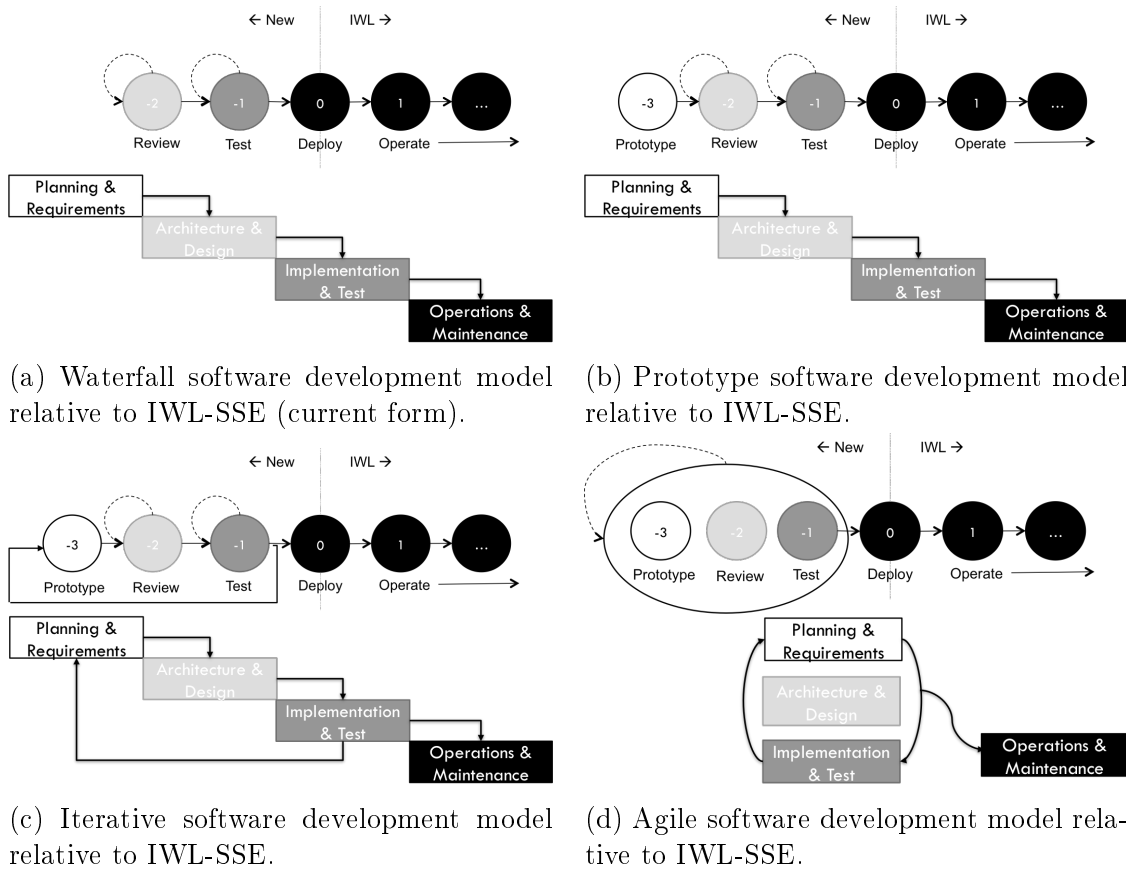 ← New IWL →
-2 -1 0 1 ...
Review Test Deploy Operate
Planning &
Requirements
Architecture &
Design
Implementation
& Test
Operations &
Maintenance
(a) Waterfall software development model
relative to IWL-SSE (current form).
← New IWL →
-3 -2 -1 0 1 ...
Prototype Review Test Deploy Operate
Planning &
Requirements
Architecture &
Design
Implementation
& Test
Operations &
Maintenance
(b) Prototype software development model
relative to IWL-SSE.
← New IWL →
-3 -2 -1 0 1 ...
Prototype Review Test Deploy Operate
Planning &
Requirements
Architecture &
Design
Implementation
& Test
Operations &
Maintenance
(c) Iterative software development model
relative to IWL-SSE.
← New IWL →
-3 -2 -1 0 1 ...
Prototype Review Test Deploy Operate
Planning &
Requirements
Architecture &
Design
Implementation
& Test
Operations &
Maintenance
(d) Agile software development model rela-
tive to IWL-SSE.